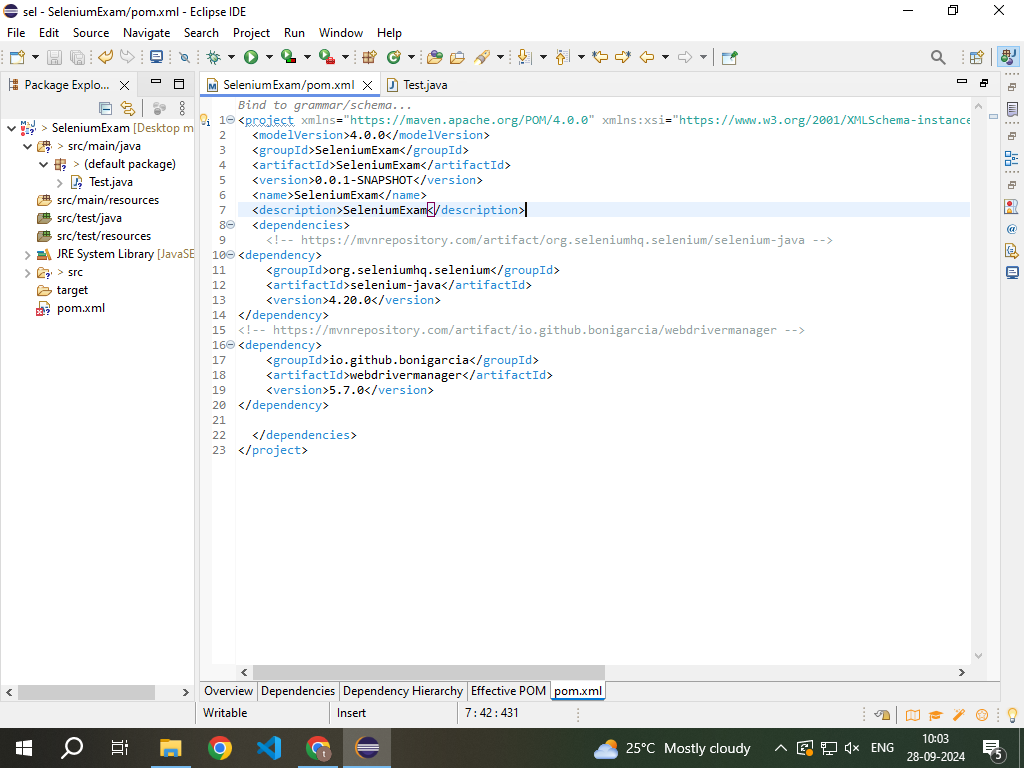 sel - SeleniumExam/pom.xml - Eclipse IDE
File Edit Source Navigate Search Project Run Window Help
Package Explo...
SeleniumExam/pom.xml
Test.java
> SeleniumExam [Desktop m
> src/main/java
> (default package)
Test.java
src/main/resources
src/test/java
src/test/resources
JRE System Library [JavaSE
> src
target
pom.xml
Bind to grammar/schema...
1 <project xmlns="https://maven.apache.org/POM/4.0.0" xmlns:xsi="https://www.w3.org/2001/XMLSchema-instance
2 <modelVersion>4.0.0</modelVersion>
3 <groupId>SeleniumExam</groupId>
4 <artifactId>SeleniumExam</artifactId>
5 <version>0.0.1-SNAPSHOT</version>
6 <name>SeleniumExam</name>
7 <description>SeleniumExam</description>
8 <dependencies>
9 <!-- https://mvnrepository.com/artifact/org.seleniumhq.selenium/selenium-java -->
10 <dependency>
11 <groupId>org.seleniumhq.selenium</groupId>
12 <artifactId>selenium-java</artifactId>
13 <version>4.20.0</version>
14 </dependency>
15 <!-- https://mvnrepository.com/artifact/io.github.bonigarcia/webdrivermanager -->
16 <dependency>
17 <groupId>io.github.bonigarcia</groupId>
18 <artifactId>webdrivermanager</artifactId>
19 <version>5.7.0</version>
20 </dependency>
21
22 </dependencies>
23 </project>
Overview Dependencies Dependency Hierarchy Effective POM pom.xml
Writable Insert 7 : 42 : 431
25°C Mostly cloudy
ENG
10:03
28-09-2024
5